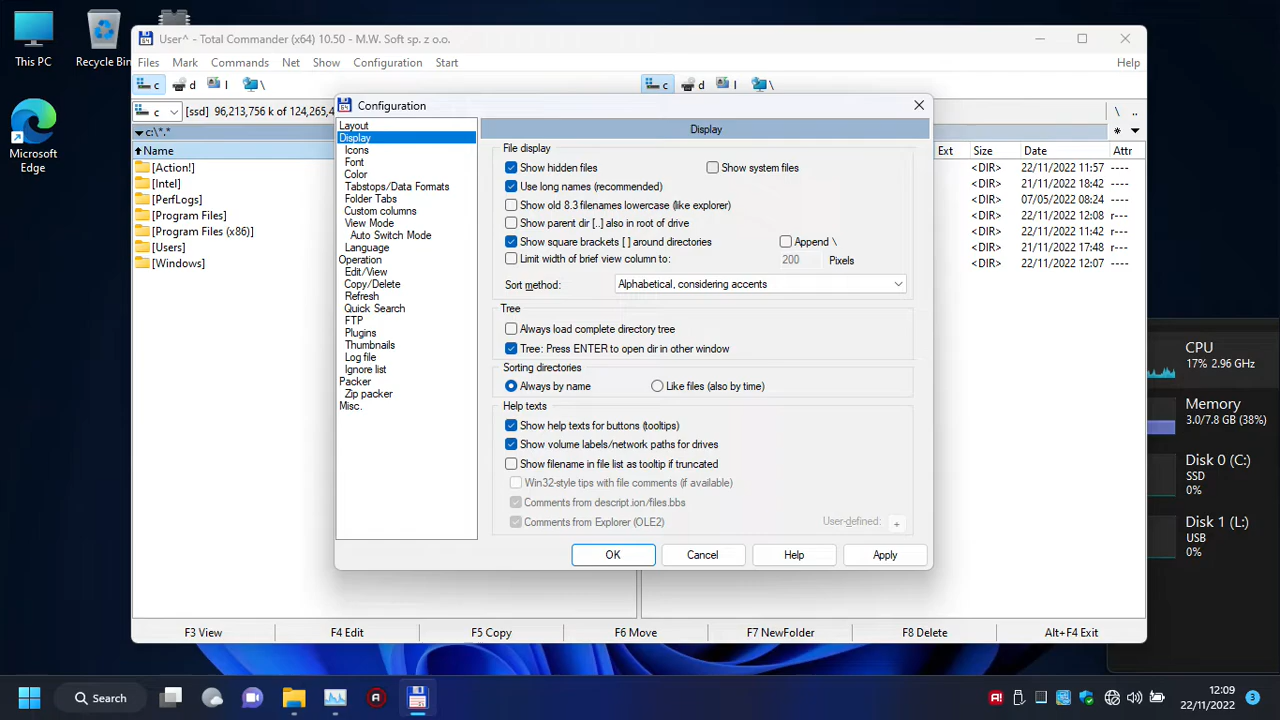 This PC
Recycle Bin
Microsoft
Edge
User^ - Total Commander (x64) 10.50 - M.W. Soft sp. z o.o.
Files Mark Commands Net Show Configuration Start Help
c d l \
c d l \
c [ssd] 96,213,756 k of 124,265,4 \ ..
c:\*.* *
Name Ext Size Date Attr
[Action!] <DIR> 22/11/2022 11:57 ----
[Intel] <DIR> 21/11/2022 18:42 ----
[PerfLogs] <DIR> 07/05/2022 08:24 ----
[Program Files] <DIR> 22/11/2022 12:08 r---
[Program Files (x86)] <DIR> 22/11/2022 11:42 r---
[Users] <DIR> 21/11/2022 17:48 r---
[Windows] <DIR> 22/11/2022 12:07 ----
Configuration
Layout
Display
Icons
Font
Color
Tabstops/Data Formats
Folder Tabs
Custom columns
View Mode
Auto Switch Mode
Language
Operation
Edit/View
Copy/Delete
Refresh
Quick Search
FTP
Plugins
Thumbnails
Log file
Ignore list
Packer
Zip packer
Misc.
Display
File display
Show hidden files Show system files
Use long names (recommended)
Show old 8.3 filenames lowercase (like explorer)
Show parent dir [..] also in root of drive
Show square brackets [ ] around directories Append \
Limit width of brief view column to: 200 Pixels
Sort method: Alphabetical, considering accents
Tree
Always load complete directory tree
Tree: Press ENTER to open dir in other window
Sorting directories
Always by name Like files (also by time)
Help texts
Show help texts for buttons (tooltips)
Show volume labels/network paths for drives
Show filename in file list as tooltip if truncated
Win32-style tips with file comments (if available)
Comments from descript.ion/files.bbs
Comments from Explorer (OLE2) User-defined: +
OK Cancel Help Apply
F3 View F4 Edit F5 Copy F6 Move F7 NewFolder F8 Delete Alt+F4 Exit
CPU
17% 2.96 GHz
Memory
3.0/7.8 GB (38%)
Disk 0 (C:)
SSD
0%
Disk 1 (L:)
USB
0%
Search
12:09
22/11/2022
3